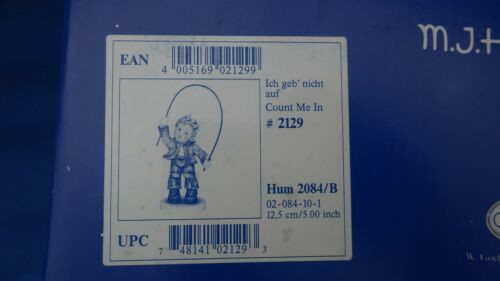 M.J.H
EAN
4 005169 021299
Ich geb' nicht
auf
Count Me In
# 2129
Hum 2084/B
02-084-10-1
12,5 cm/5.00 inch
UPC
7 48141 02129 3